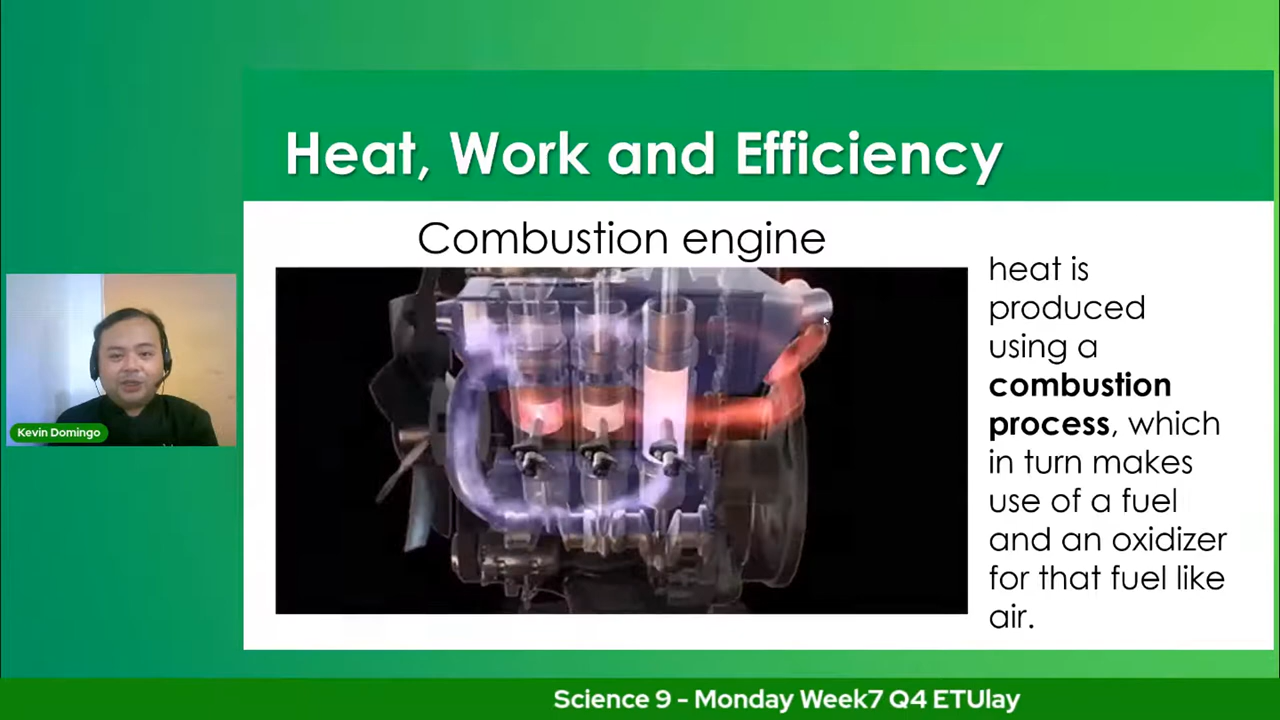 Heat, Work and Efficiency
Combustion engine
heat is
produced
using a
combustion
process, which
in turn makes
use of a fuel
and an oxidizer
for that fuel like
air.
Kevin Domingo
Science 9 - Monday Week7 Q4 ETUlay